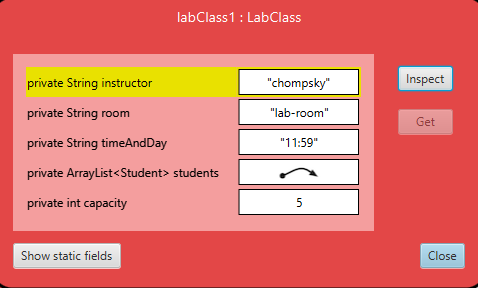 labClass1 : LabClass
private String instructor "chompsky" Inspect
private String room "lab-room" Get
private String timeAndDay "11:59"
private ArrayList<Student> students
private int capacity 5
Show static fields Close